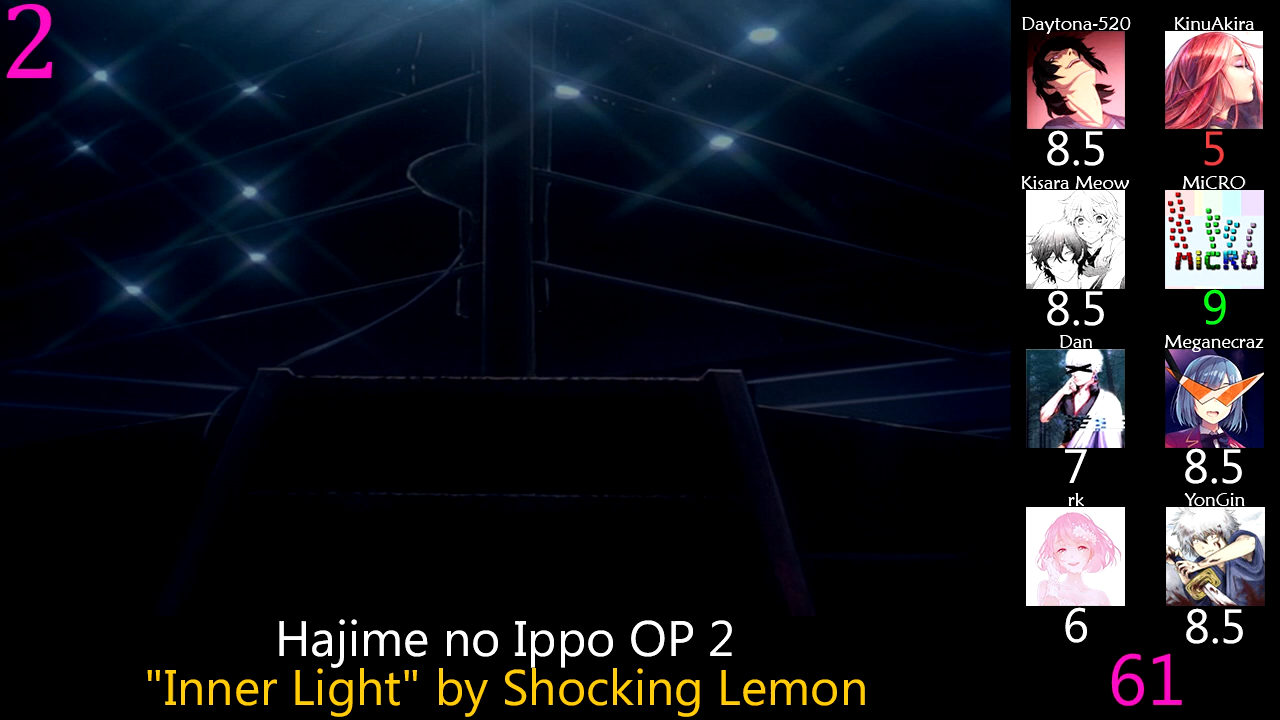 2
Daytona-520
KinuAkira
8.5
5
Kisara Meow
MiCRO
MiCRO
8.5
9
Dan
Meganecraz
7
8.5
rk
YonGin
6
8.5
Hajime no Ippo OP 2
"Inner Light" by Shocking Lemon
61